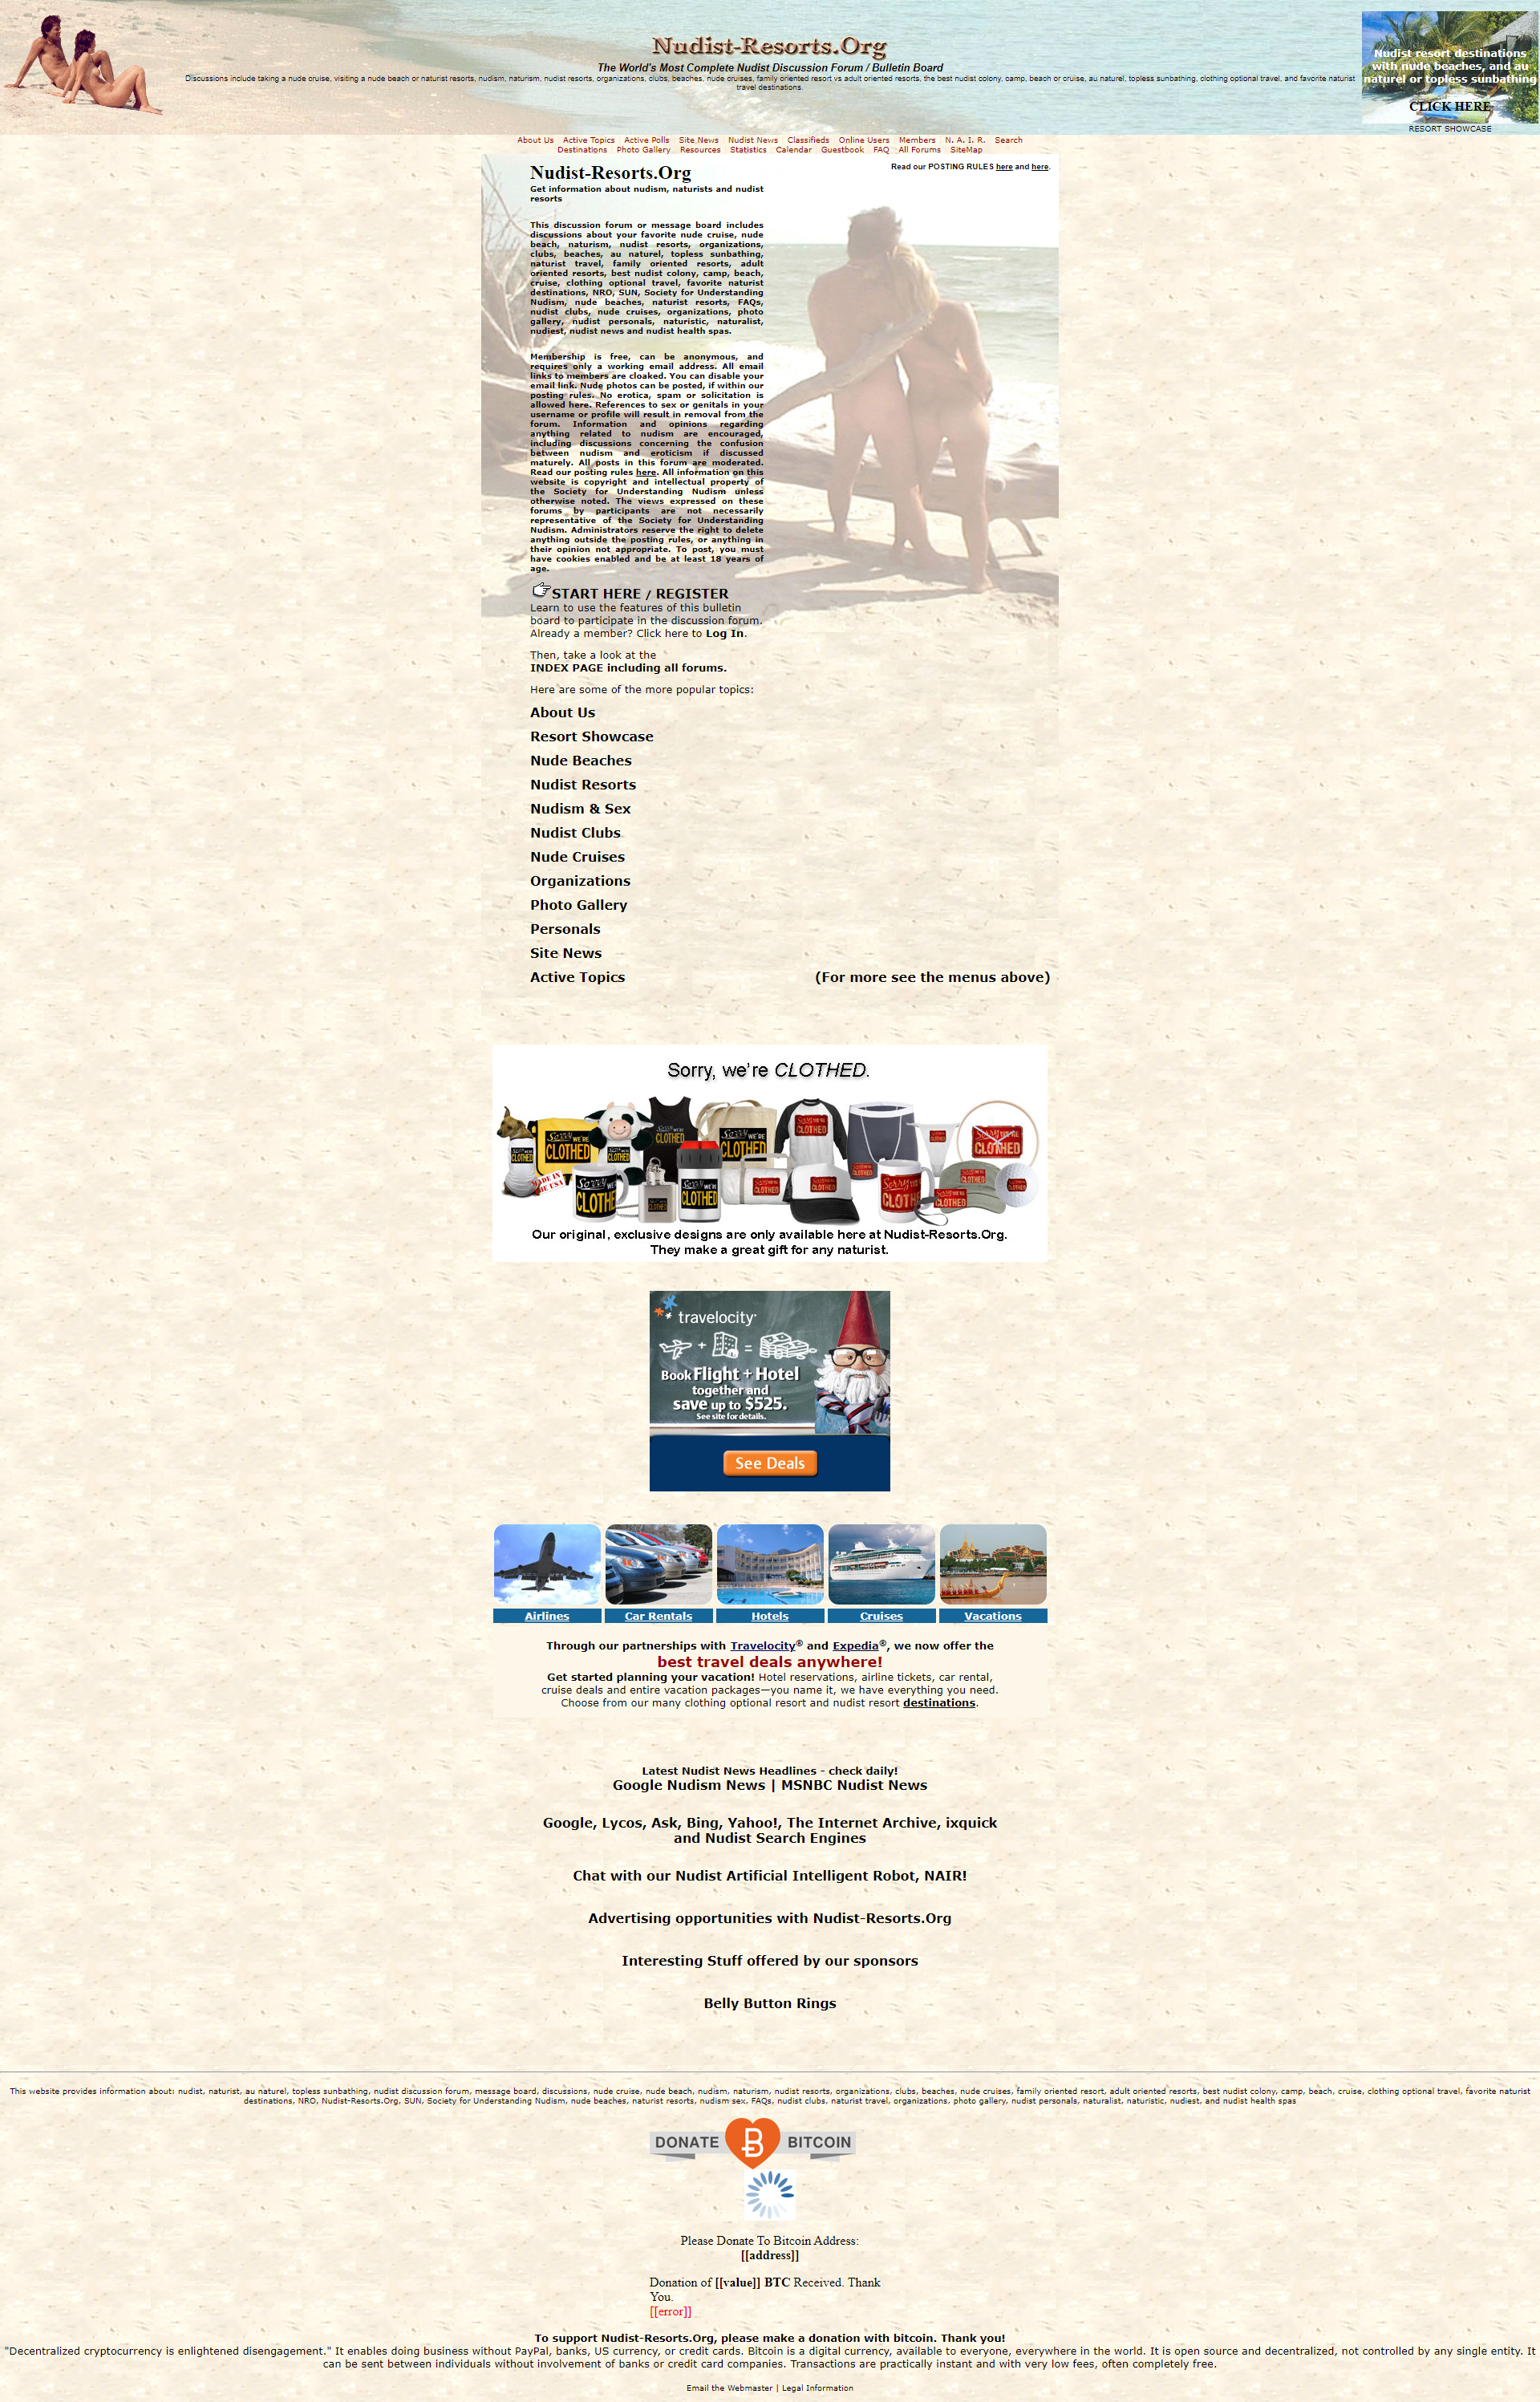 Nudist-Resorts.Org
The World's Most Complete Nudist Discussion Forum / Bulletin Board
Discussions include taking a nude cruise, visiting a nude beach or naturist resorts, nudism, naturism, nudist resorts, organizations, clubs, beaches, nude cruises, family oriented resort vs adult oriented resorts, the best nudist colony, camp, beach or cruise, au naturel, topless sunbathing, clothing optional travel, and favorite naturist
travel destinations.
Nudist resort destinations
with nude beaches, and au
naturel or topless sunbathing
CLICK HERE
RESORT SHOWCASE
About Us Active Topics Active Polls Site News Nudist News Classifieds Online Users Members N. A. I. R. Search
Destinations Photo Gallery Resources Statistics Calendar Guestbook FAQ All Forums SiteMap
Nudist-Resorts.Org
Read our POSTING RULES here and here.
Get information about nudism, naturists and nudist
resorts
This discussion forum or message board includes
discussions about your favorite nude cruise, nude
beach, naturism, nudist resorts, organizations,
clubs, beaches, au naturel, topless sunbathing,
naturist travel, family oriented resorts, adult
oriented resorts, best nudist colony, camp, beach,
cruise, clothing optional travel, favorite naturist
destinations, NRO, SUN, Society for Understanding
Nudism, nude beaches, naturist resorts, FAQs,
nudist clubs, nude cruises, organizations, photo
gallery, nudist personals, naturistic, naturalist,
nudiest, nudist news and nudist health spas.
Membership is free, can be anonymous, and
requires only a working email address. All email
links to members are cloaked. You can disable your
email link. Nude photos can be posted, if within our
posting rules. No erotica, spam or solicitation is
allowed here. References to sex or genitals in your
username or profile will result in removal from the
forum. Information and opinions regarding
anything related to nudism are encouraged,
including discussions concerning the confusion
between nudism and eroticism if discussed
maturely. All posts in this forum are moderated.
Read our posting rules here. All information on this
website is copyright and intellectual property of
the Society for Understanding Nudism unless
otherwise noted. The views expressed on these
forums by participants are not necessarily
representative of the Society for Understanding
Nudism. Administrators reserve the right to delete
anything outside the posting rules, or anything in
their opinion not appropriate. To post, you must
have cookies enabled and be at least 18 years of
age.
START HERE / REGISTER
Learn to use the features of this bulletin
board to participate in the discussion forum.
Already a member? Click here to Log In.
Then, take a look at the
INDEX PAGE including all forums.
Here are some of the more popular topics:
About Us
Resort Showcase
Nude Beaches
Nudist Resorts
Nudism & Sex
Nudist Clubs
Nude Cruises
Organizations
Photo Gallery
Personals
Site News
Active Topics
(For more see the menus above)
Sorry, we're CLOTHED.
Sorry WE'RE CLOTHED
MADE IN THE USA
Our original, exclusive designs are only available here at Nudist-Resorts.Org.
They make a great gift for any naturist.
travelocity
Book Flight + Hotel
together and
save up to $525.
See site for details.
See Deals
Airlines Car Rentals Hotels Cruises Vacations
Through our partnerships with Travelocity® and Expedia®, we now offer the
best travel deals anywhere!
Get started planning your vacation! Hotel reservations, airline tickets, car rental,
cruise deals and entire vacation packages—you name it, we have everything you need.
Choose from our many clothing optional resort and nudist resort destinations.
Latest Nudist News Headlines - check daily!
Google Nudism News | MSNBC Nudist News
Google, Lycos, Ask, Bing, Yahoo!, The Internet Archive, ixquick
and Nudist Search Engines
Chat with our Nudist Artificial Intelligent Robot, NAIR!
Advertising opportunities with Nudist-Resorts.Org
Interesting Stuff offered by our sponsors
Belly Button Rings
This website provides information about: nudist, naturist, au naturel, topless sunbathing, nudist discussion forum, message board, discussions, nude cruise, nude beach, nudism, naturism, nudist resorts, organizations, clubs, beaches, nude cruises, family oriented resort, adult oriented resorts, best nudist colony, camp, beach, cruise, clothing optional travel, favorite naturist
destinations, NRO, Nudist-Resorts.Org, SUN, Society for Understanding Nudism, nude beaches, naturist resorts, nudism sex, FAQs, nudist clubs, naturist travel, organizations, photo gallery, nudist personals, naturalist, naturistic, nudiest, and nudist health spas
DONATE B BITCOIN
Please Donate To Bitcoin Address:
[[address]]
Donation of [[value]] BTC Received. Thank
You.
[[error]]
To support Nudist-Resorts.Org, please make a donation with bitcoin. Thank you!
"Decentralized cryptocurrency is enlightened disengagement." It enables doing business without PayPal, banks, US currency, or credit cards. Bitcoin is a digital currency, available to everyone, everywhere in the world. It is open source and decentralized, not controlled by any single entity. It
can be sent between individuals without involvement of banks or credit card companies. Transactions are practically instant and with very low fees, often completely free.
Email the Webmaster | Legal Information